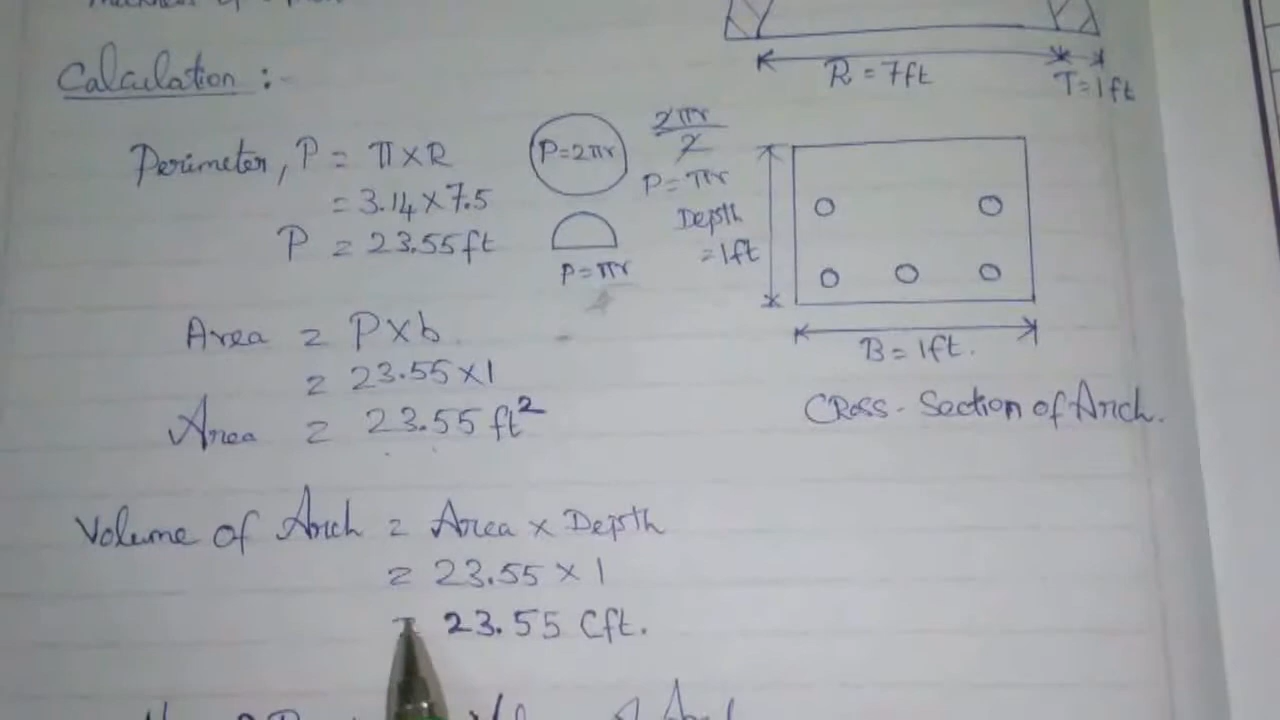 Calculation :-
R = 7ft
T = 1ft
Perimeter, P = π × R
= 3.14 × 7.5
P = 23.55 ft
P=2πr
P=πr
2πr
2
P=πr
Depth
= 1ft
B = 1ft.
Cross-Section of Arch.
Area = P×b
= 23.55 × 1
Area = 23.55 ft²
Volume of Arch = Area × Depth
= 23.55 × 1
= 23.55 Cft.